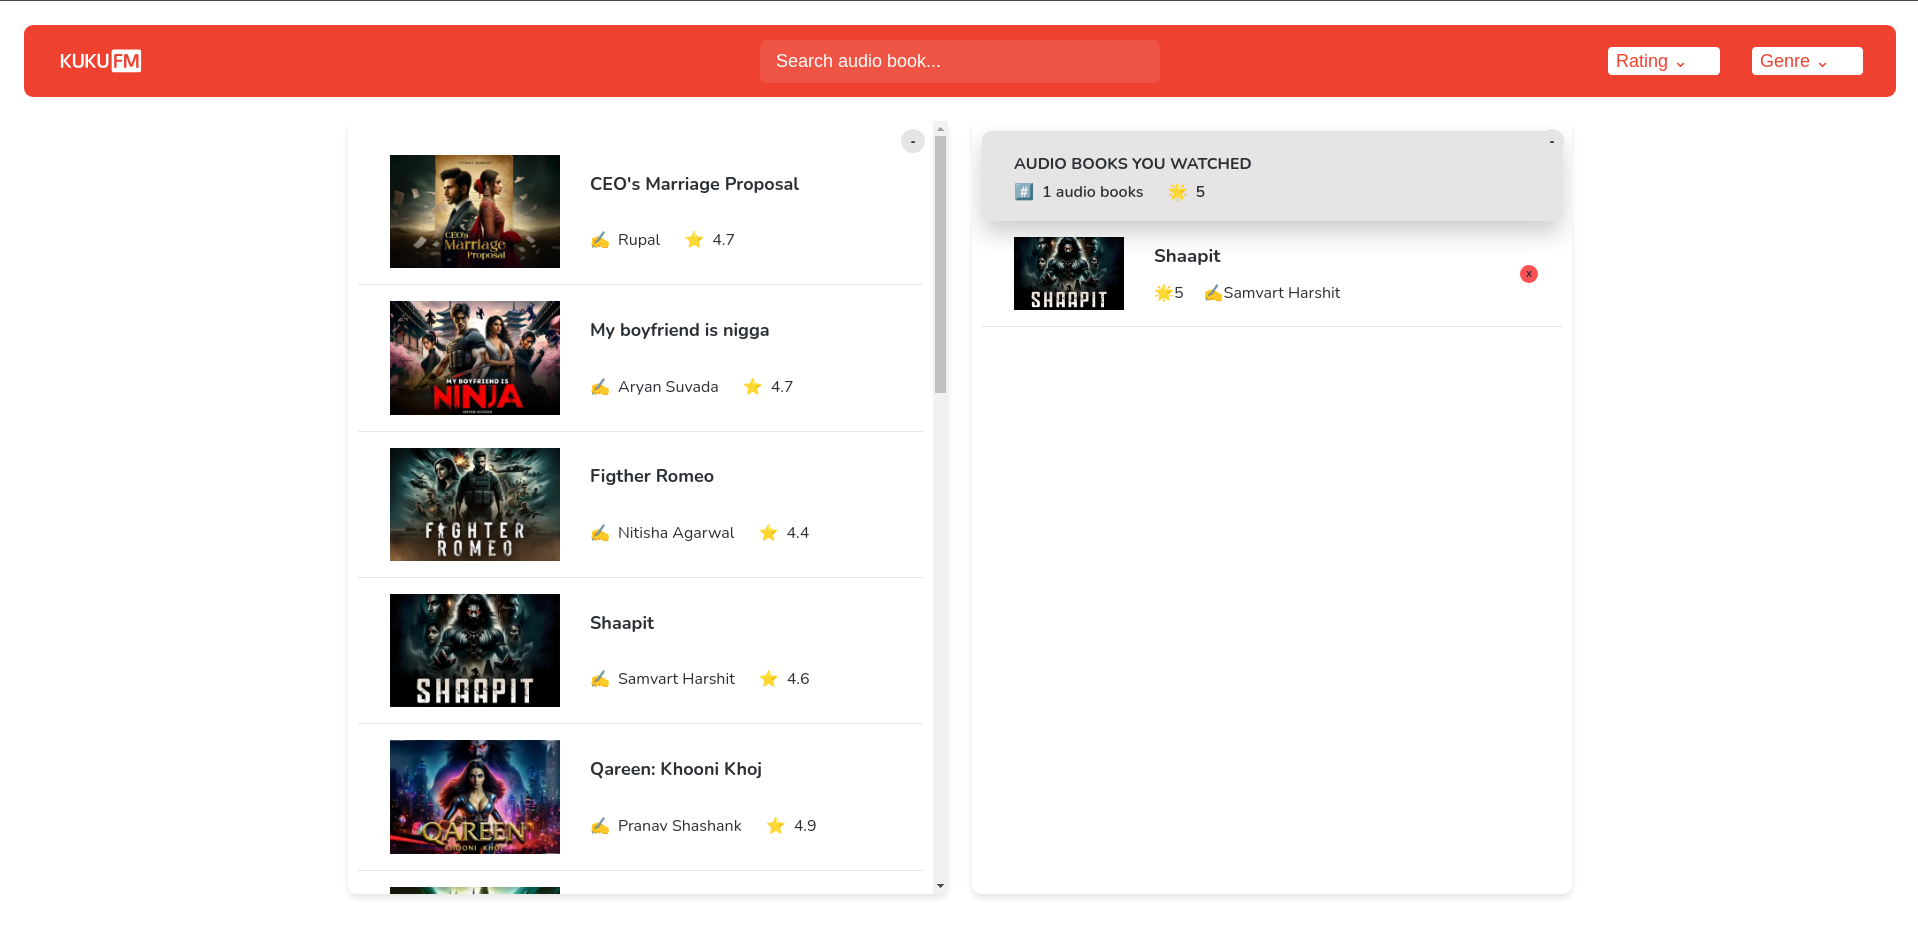 KUKU FM
Search audio book...
Rating ⌄
Genre ⌄
-
CEO's
Marriage
Proposal
CEO's Marriage Proposal
✍️ Rupal ⭐ 4.7
MY BOYFRIEND IS
NINJA
My boyfriend is nigga
✍️ Aryan Suvada ⭐ 4.7
FIGHTER
ROMEO
Figther Romeo
✍️ Nitisha Agarwal ⭐ 4.4
SHAAPIT
Shaapit
✍️ Samvart Harshit ⭐ 4.6
QAREEN
KHOONI KHOJ
Qareen: Khooni Khoj
✍️ Pranav Shashank ⭐ 4.9
-
AUDIO BOOKS YOU WATCHED
#️⃣ 1 audio books 🌟 5
SHAAPIT
Shaapit
🌟5 ✍️Samvart Harshit
x